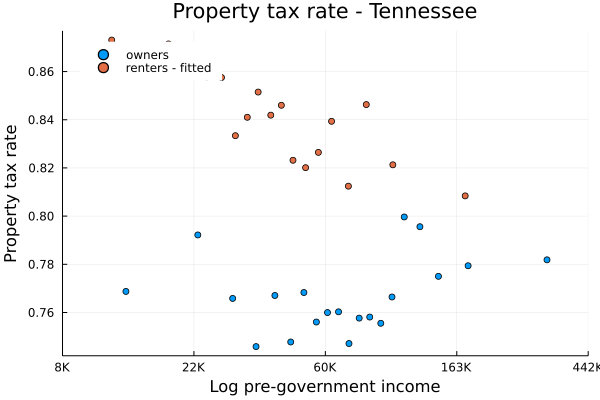 Property tax rate - Tennessee
owners
renters - fitted
0.86
0.84
0.82
0.80
0.78
0.76
Property tax rate
8K 22K 60K 163K 442K
Log pre-government income